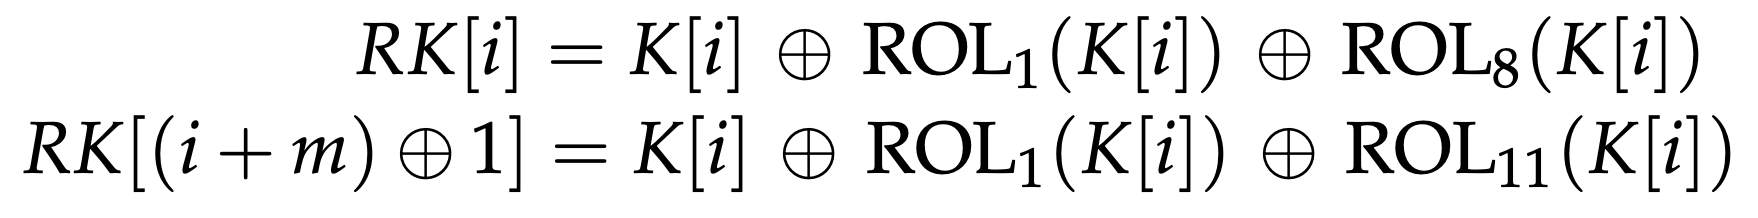 RK[i] = K[i] ⊕ ROL₁(K[i]) ⊕ ROL₈(K[i])
RK[(i + m) ⊕ 1] = K[i] ⊕ ROL₁(K[i]) ⊕ ROL₁₁(K[i])